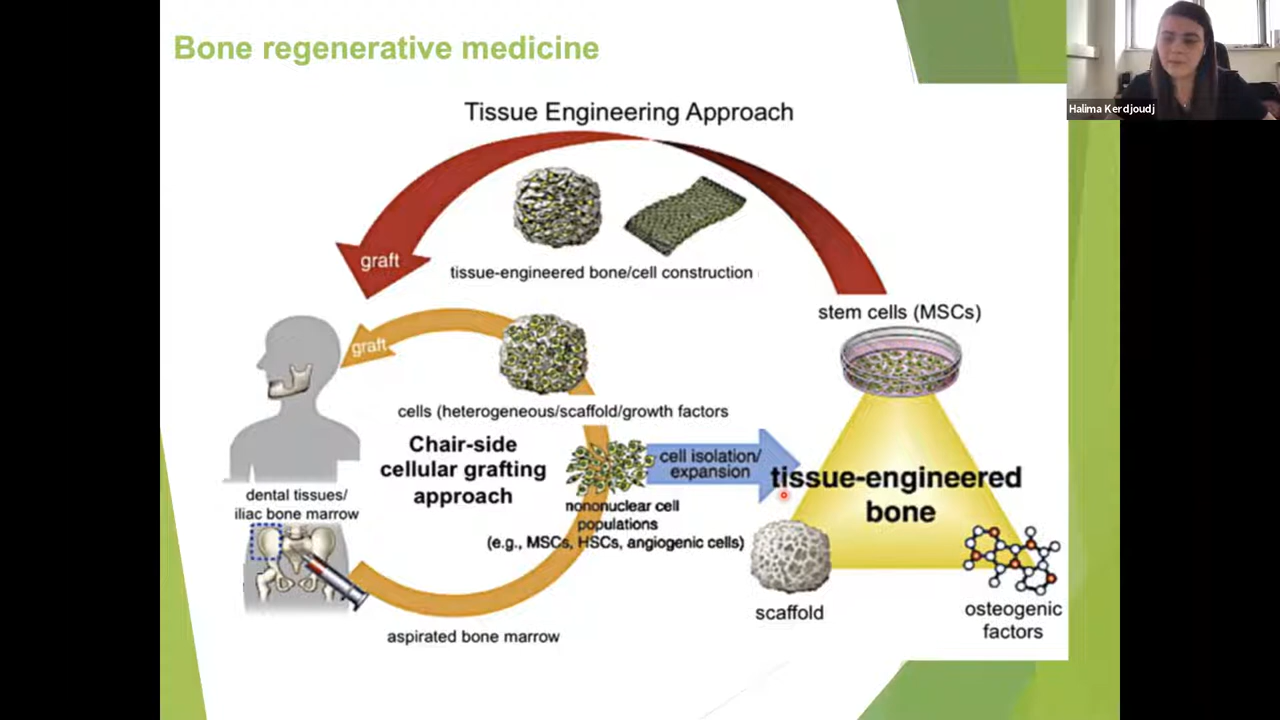 Bone regenerative medicine
Halima Kerdjoudj
Tissue Engineering Approach
graft
tissue-engineered bone/cell construction
stem cells (MSCs)
graft
cells (heterogeneous/scaffold/growth factors
Chair-side
cellular grafting
approach
cell isolation/
expansion
tissue-engineered
bone
dental tissues/
iliac bone marrow
nononuclear cell
populations
(e.g., MSCs, HSCs, angiogenic cells)
scaffold
osteogenic
factors
aspirated bone marrow